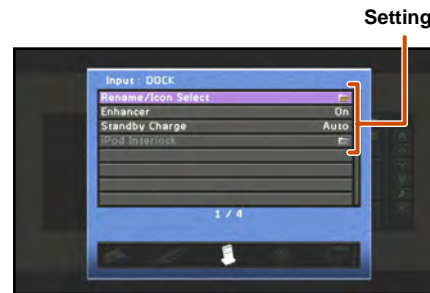 Setting
Input : DOCK
Rename/Icon Select
Enhancer On
Standby Charge Auto
iPod Interlock
1 / 4